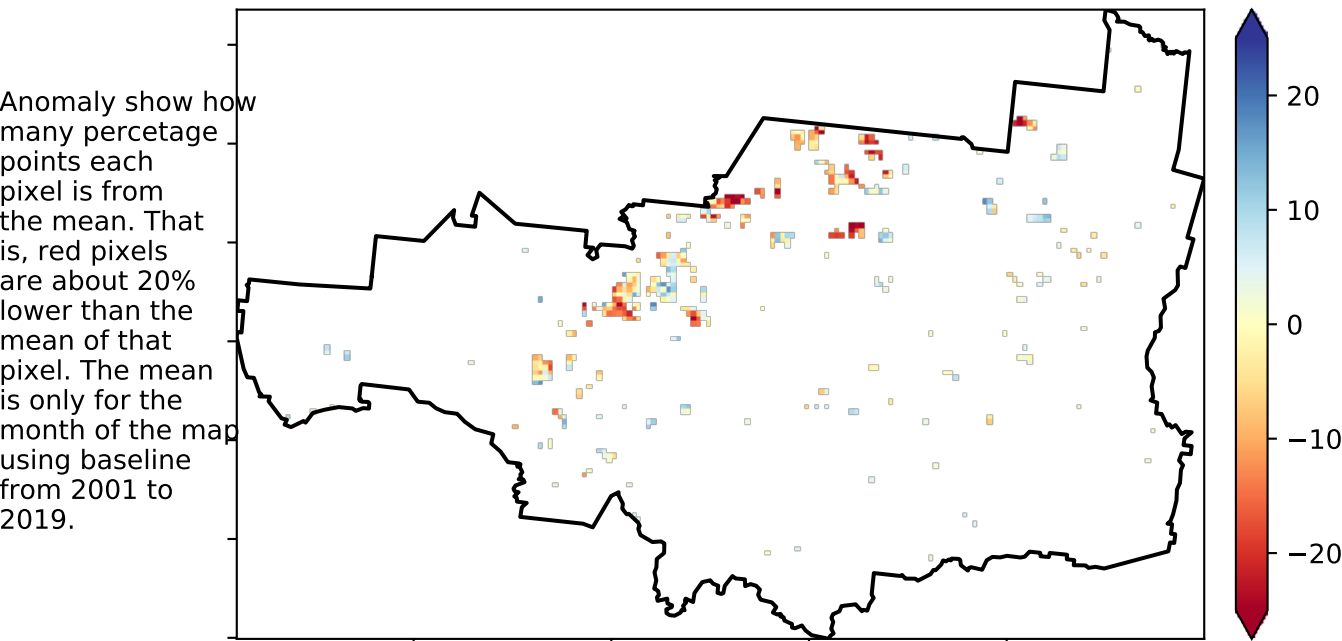 Anomaly show how
many percetage
points each
pixel is from
the mean. That
is, red pixels
are about 20%
lower than the
mean of that
pixel. The mean
is only for the
month of the map
using baseline
from 2001 to
2019.
20
10
0
−10
−20